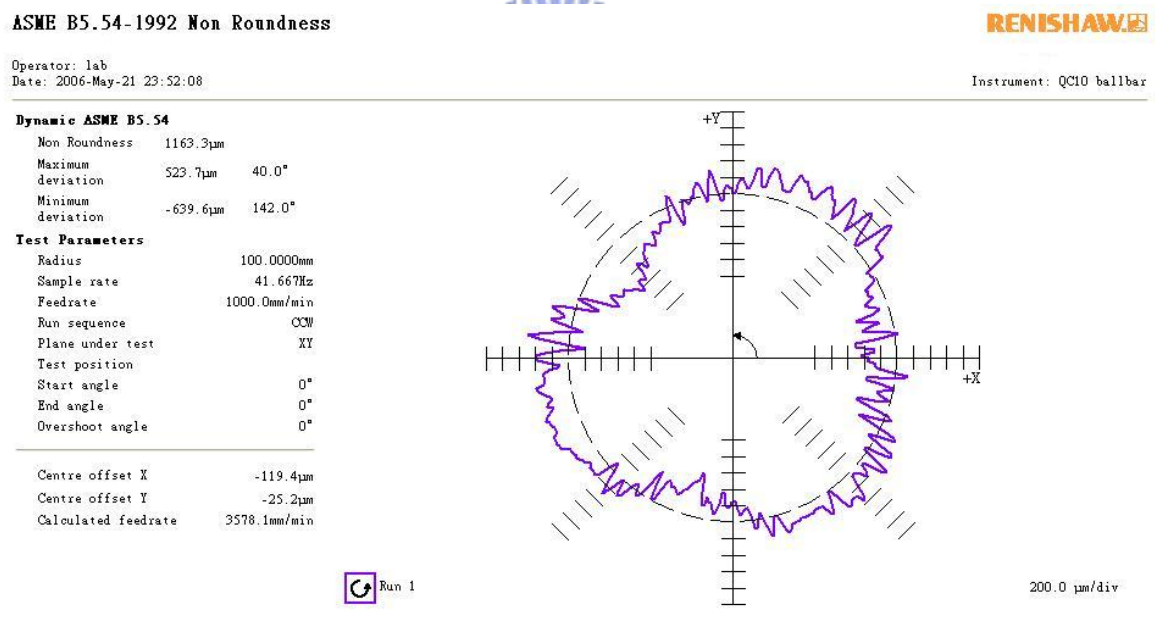 ASME B5.54-1992 Non Roundness
RENISHAW.
Operator: lab
Date: 2006-May-21 23:52:08
Instrument: QC10 ballbar
Dynamic ASME B5.54
Non Roundness 1163.3µm
Maximum deviation 523.7µm 40.0°
Minimum deviation -639.6µm 142.0°
Test Parameters
Radius 100.0000mm
Sample rate 41.667Hz
Feedrate 1000.0mm/min
Run sequence CCW
Plane under test XY
Test position
Start angle 0°
End angle 0°
Overshoot angle 0°
Centre offset X -119.4µm
Centre offset Y -25.2µm
Calculated feedrate 3578.1mm/min
+Y
+X
Run 1
200.0 µm/div